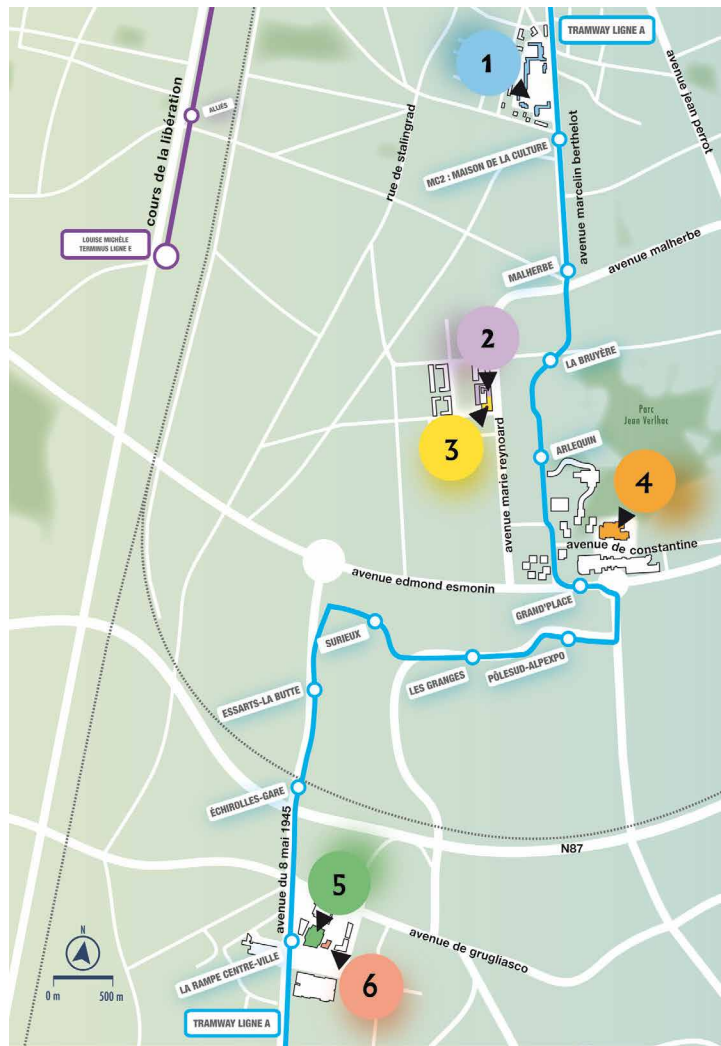 TRAMWAY LIGNE A
1
avenue jean perrot
ALLIÉS
cours de la libération
rue de stalingrad
MC2 : MAISON DE LA CULTURE
avenue marcelin berthelot
LOUISE MICHÈLE
TERMINUS LIGNE E
avenue malherbe
MALHERBE
2
LA BRUYÈRE
Parc
Jean Verlhac
3
ARLEQUIN
avenue marie reynoard
4
avenue de constantine
avenue edmond esmonin
GRAND'PLACE
SURIEUX
PÔLESUD-ALPEXPO
LES GRANGES
ESSARTS-LA BUTTE
ÉCHIROLLES-GARE
avenue du 8 mai 1945
N87
5
avenue de grugliasco
N
LA RAMPE CENTRE-VILLE
6
0 m 500 m
TRAMWAY LIGNE A